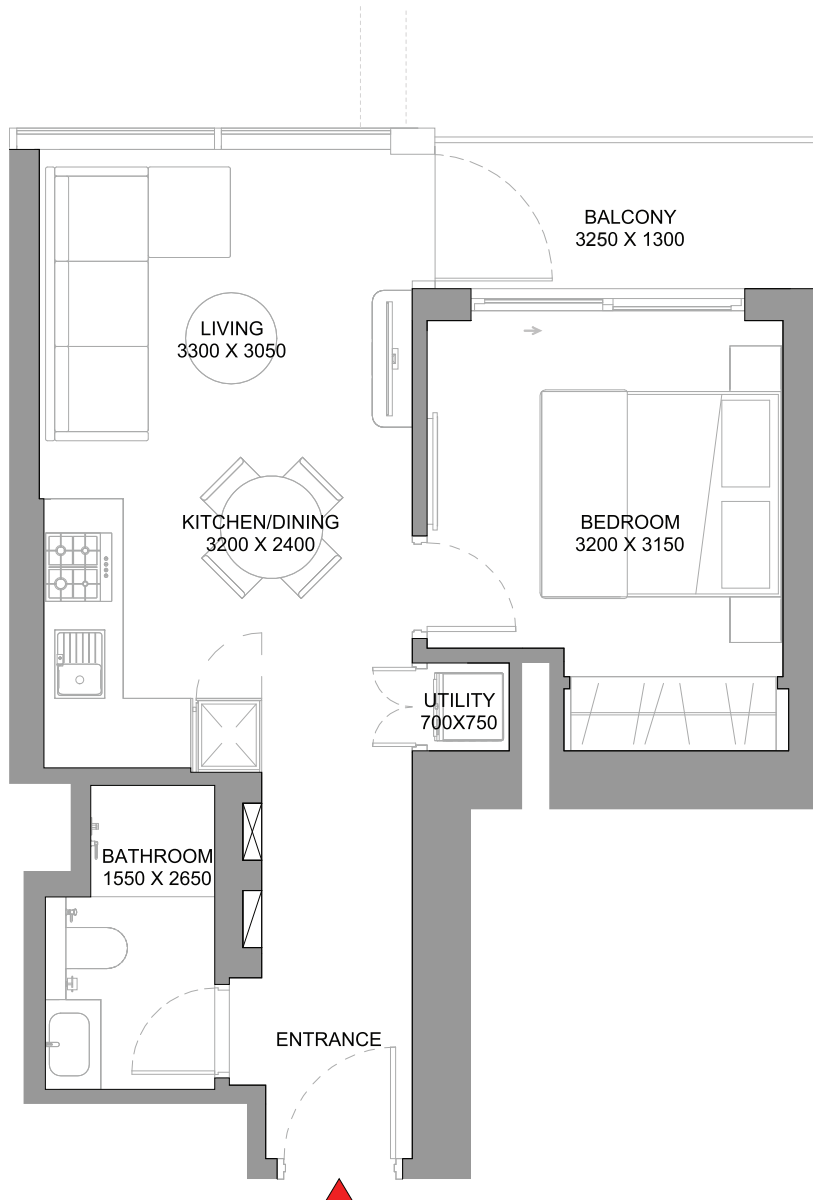 BALCONY
3250 X 1300
LIVING
3300 X 3050
KITCHEN/DINING
3200 X 2400
BEDROOM
3200 X 3150
UTILITY
700X750
BATHROOM
1550 X 2650
ENTRANCE